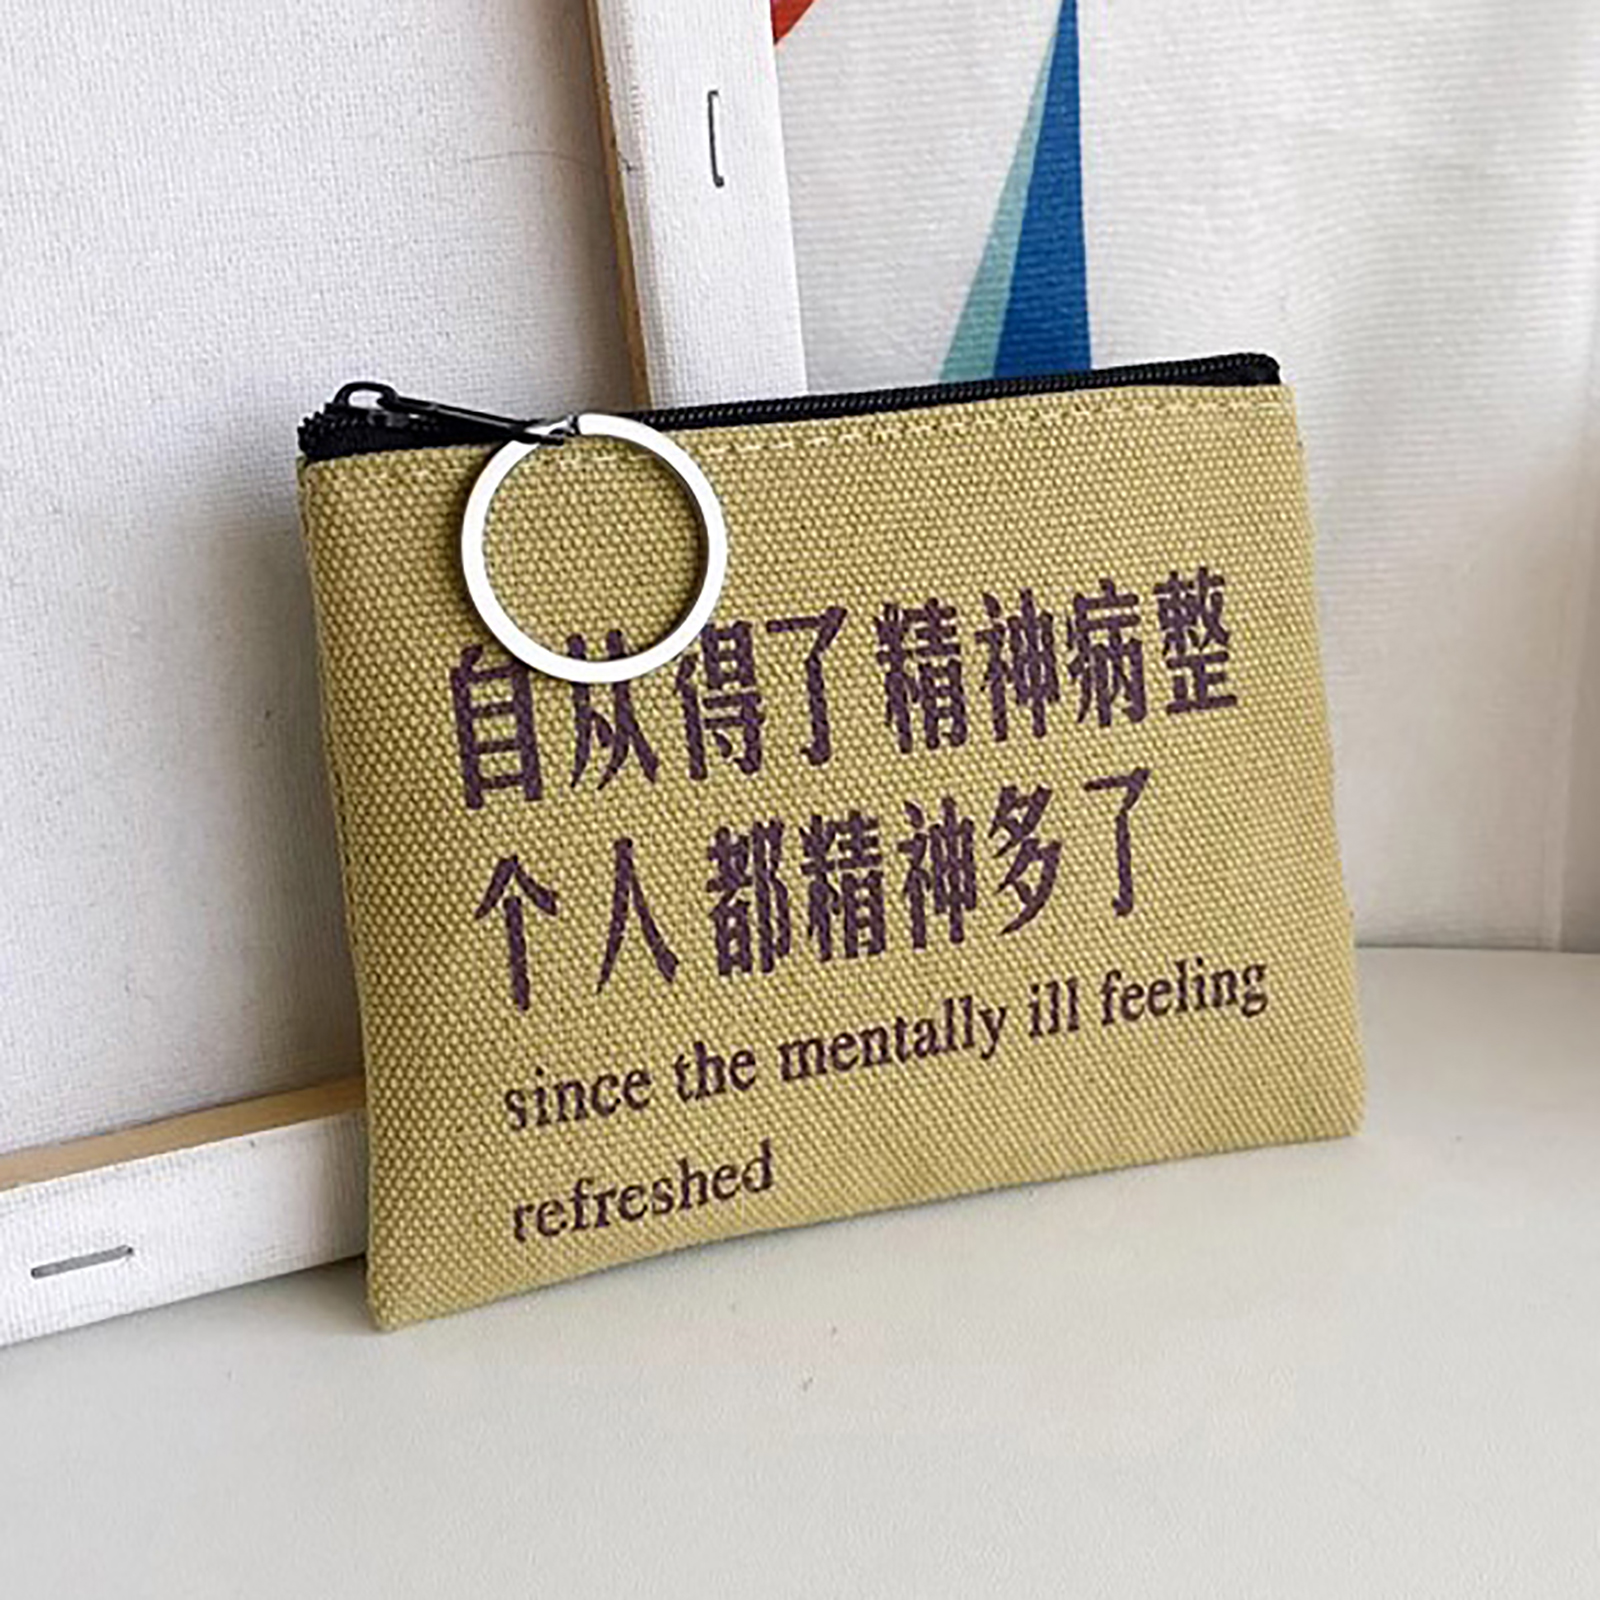 自从得了精神病整
个人都精神多了
since the mentally ill feeling
refreshed